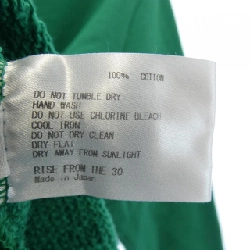 100% COTTON
DO NOT TUMBLE DRY
HAND WASH
DO NOT USE CHLORINE BLEACH
COOL IRON
DO NOT DRY CLEAN
DRY FLAT
DRY AWAY FROM SUNLIGHT
RISE FROM THE 30
Made in Japan